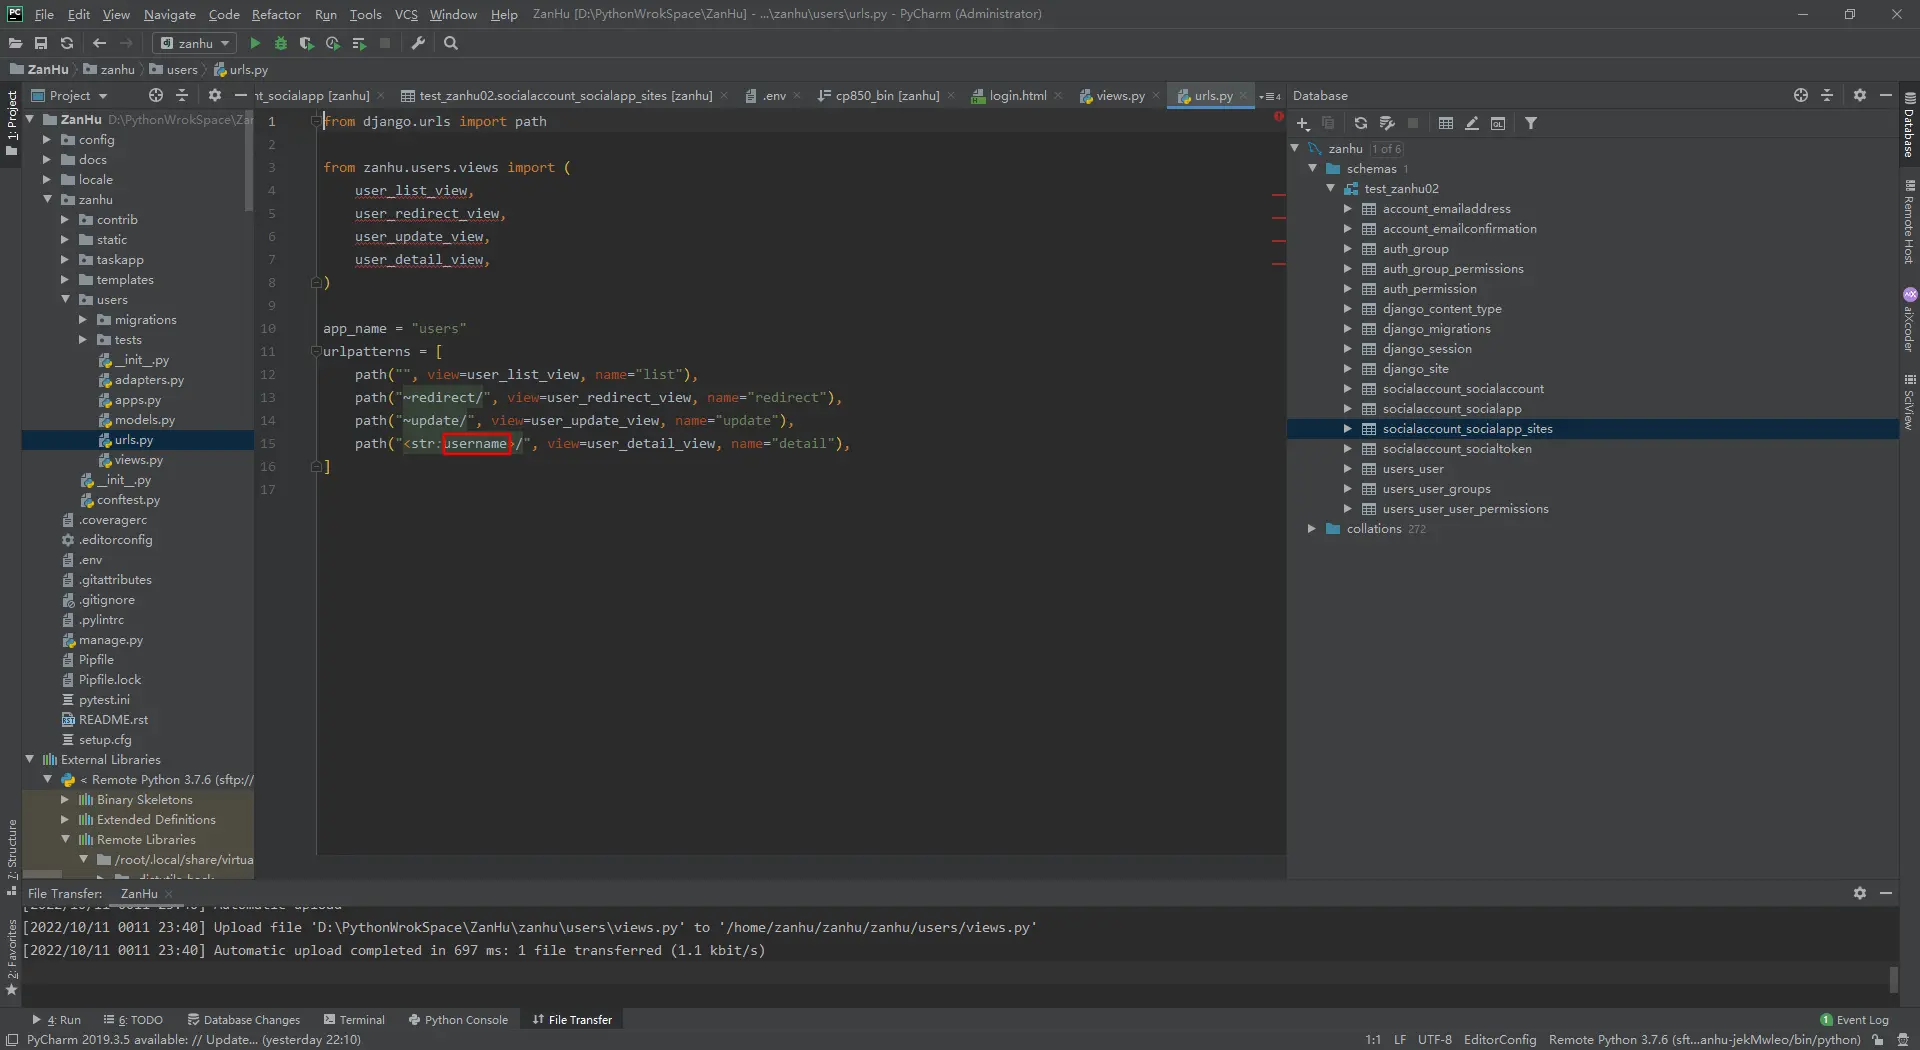 File Edit View Navigate Code Refactor Run Tools VCS Window Help ZanHu [D:\PythonWrokSpace\ZanHu] - ...\zanhu\users\urls.py - PyCharm (Administrator)
zanhu
ZanHu zanhu users urls.py
Project
nt_socialapp [zanhu] test_zanhu02.socialaccount_socialapp_sites [zanhu] .env cp850_bin [zanhu] login.html views.py urls.py 4
Database
1: Project
ZanHu D:\PythonWrokSpace\Za
config
docs
locale
zanhu
contrib
static
taskapp
templates
users
migrations
tests
__init__.py
adapters.py
apps.py
models.py
urls.py
views.py
__init__.py
conftest.py
.coveragerc
.editorconfig
.env
.gitattributes
.gitignore
.pylintrc
manage.py
Pipfile
Pipfile.lock
pytest.ini
README.rst
setup.cfg
External Libraries
< Remote Python 3.7.6 (sftp://
Binary Skeletons
Extended Definitions
Remote Libraries
/root/.local/share/virtua
1 from django.urls import path
2
3 from zanhu.users.views import (
4 user_list_view,
5 user_redirect_view,
6 user_update_view,
7 user_detail_view,
8 )
9
10 app_name = "users"
11 urlpatterns = [
12 path("", view=user_list_view, name="list"),
13 path("~redirect/", view=user_redirect_view, name="redirect"),
14 path("~update/", view=user_update_view, name="update"),
15 path("<str:username>/", view=user_detail_view, name="detail"),
16 ]
17
zanhu 1 of 6
schemas 1
test_zanhu02
account_emailaddress
account_emailconfirmation
auth_group
auth_group_permissions
auth_permission
django_content_type
django_migrations
django_session
django_site
socialaccount_socialaccount
socialaccount_socialapp
socialaccount_socialapp_sites
socialaccount_socialtoken
users_user
users_user_groups
users_user_user_permissions
collations 272
Database
Remote Host
aiXcoder
SciView
7: Structure
2: Favorites
File Transfer: ZanHu
[2022/10/11 0011 23:40] Automatic upload
[2022/10/11 0011 23:40] Upload file 'D:\PythonWrokSpace\ZanHu\zanhu\users\views.py' to '/home/zanhu/zanhu/zanhu/users/views.py'
[2022/10/11 0011 23:40] Automatic upload completed in 697 ms: 1 file transferred (1.1 kbit/s)
4: Run 6: TODO Database Changes Terminal Python Console File Transfer 1 Event Log
PyCharm 2019.3.5 available: // Update... (yesterday 22:10) 1:1 LF UTF-8 EditorConfig Remote Python 3.7.6 (sft...anhu-jekMwleo/bin/python)